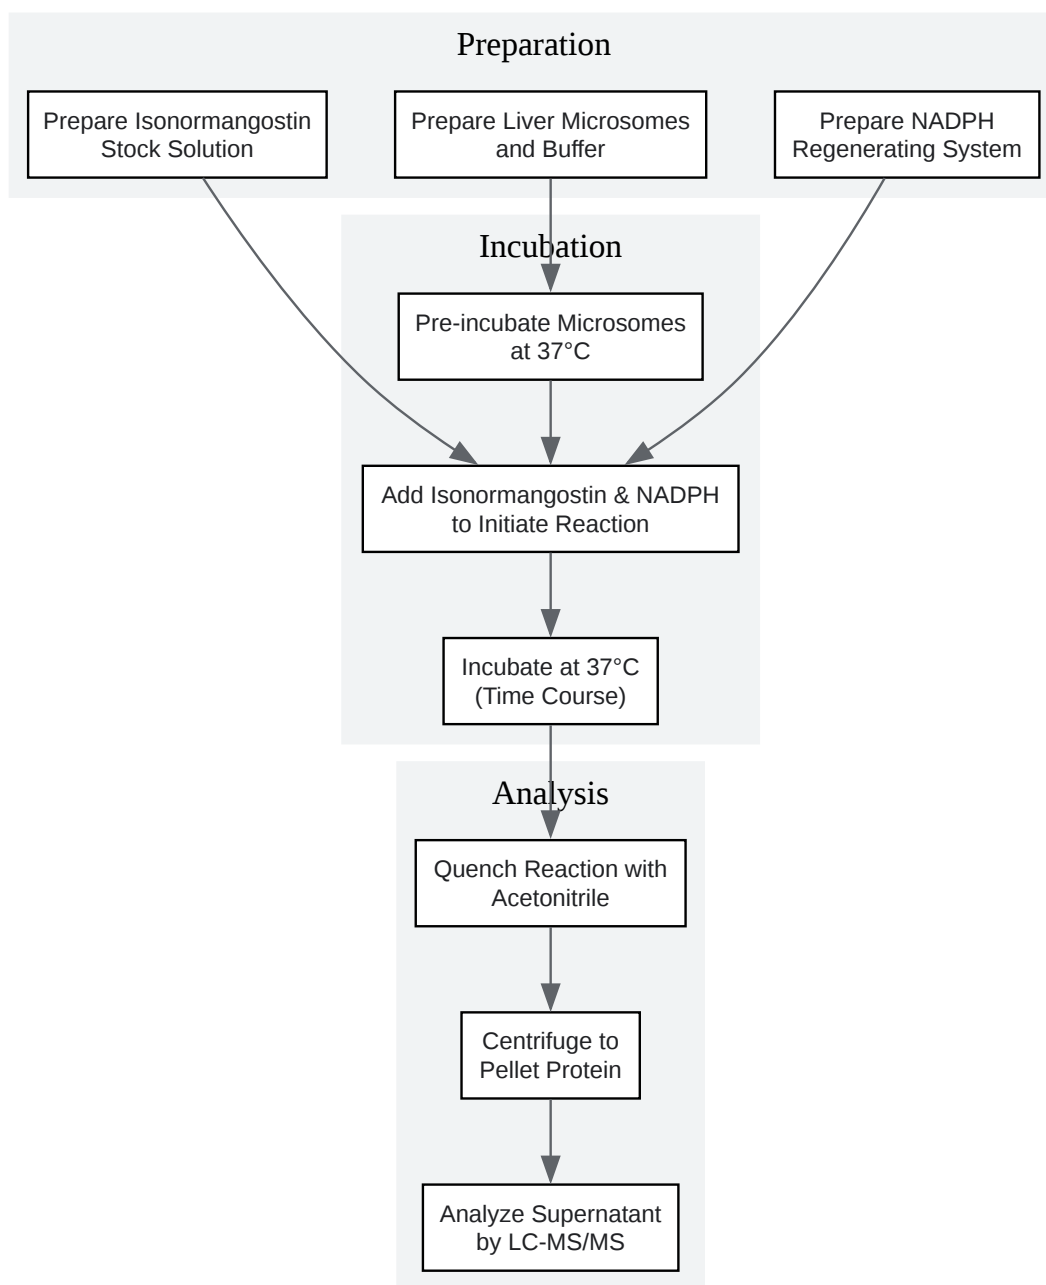 Preparation
Prepare Isonormangostin
Stock Solution
Prepare Liver Microsomes
and Buffer
Prepare NADPH
Regenerating System
Incubation
Pre-incubate Microsomes
at 37°C
Add Isonormangostin & NADPH
to Initiate Reaction
Incubate at 37°C
(Time Course)
Analysis
Quench Reaction with
Acetonitrile
Centrifuge to
Pellet Protein
Analyze Supernatant
by LC-MS/MS